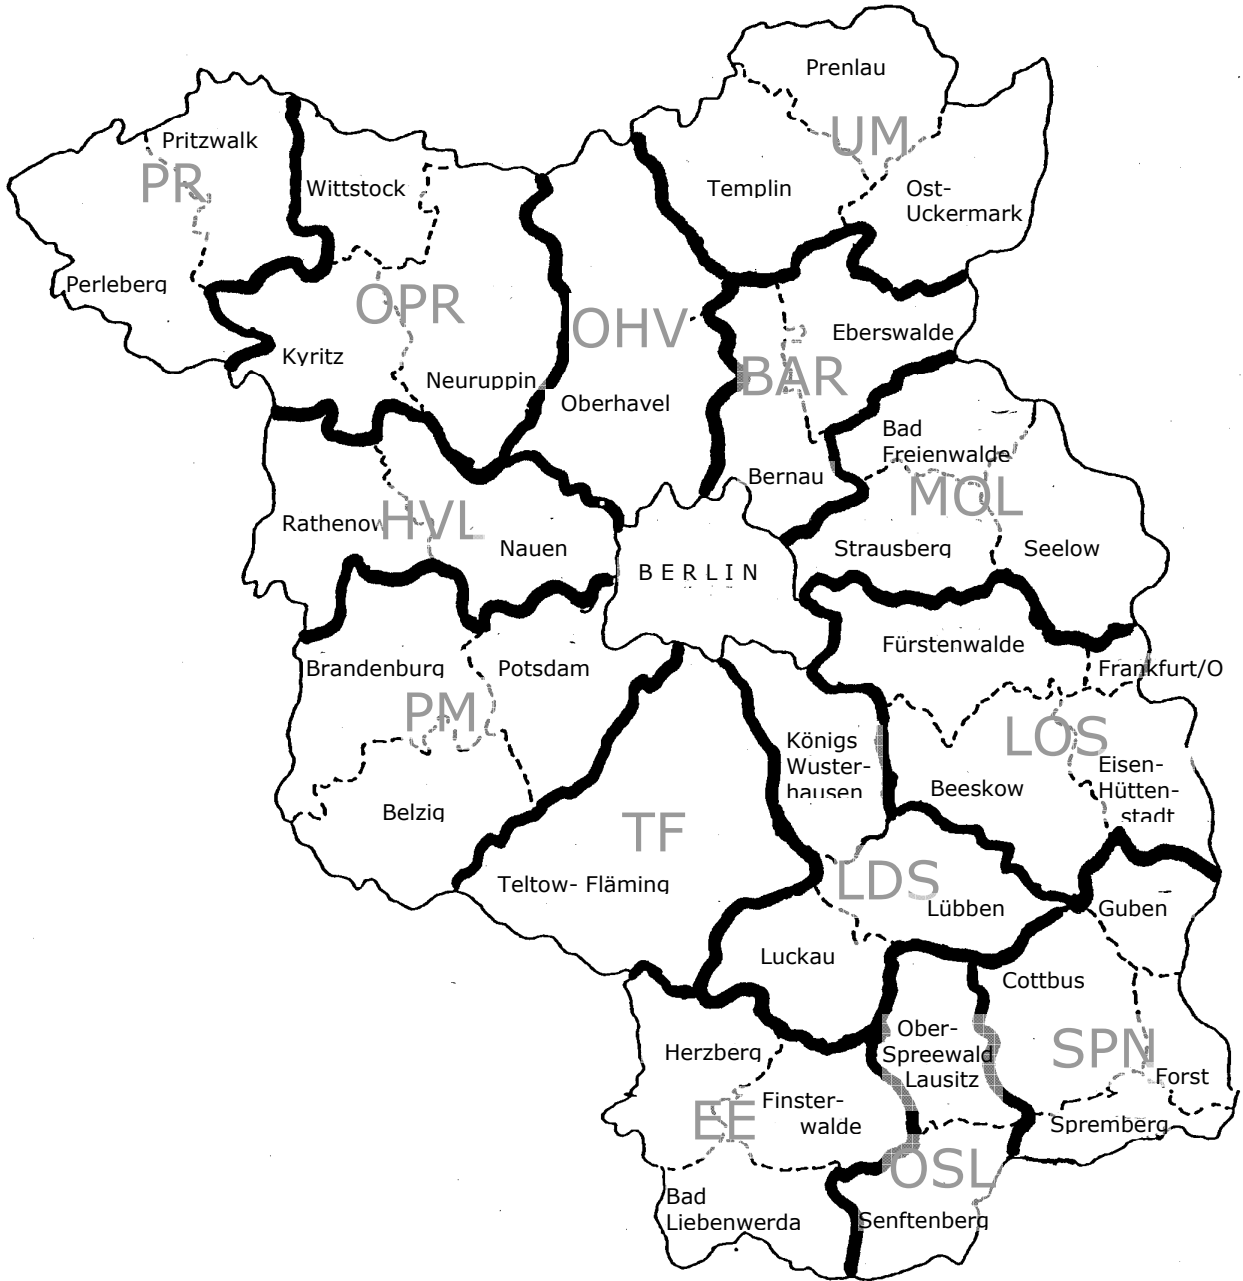 Prenlau
UM
Pritzwalk
PR
Wittstock
Templin
Ost-
Uckermark
Perleberg
OPR
OHV
Eberswalde
Kyritz
Neuruppin
BAR
Oberhavel
Bad
Freienwalde
Bernau
MOL
Rathenow
HVL
Nauen
Strausberg
Seelow
BERLIN
Fürstenwalde
Brandenburg
Potsdam
Frankfurt/O
PM
LOS
Königs
Wuster-
hausen
Eisen-
Hütten-
stadt
Beeskow
Belzig
TF
LDS
Teltow- Fläming
Lübben
Guben
Luckau
Cottbus
Ober-
Spreewald
Lausitz
SPN
Herzberg
Forst
EE
Finster-
walde
Spremberg
OSL
Bad
Liebenwerda
Senftenberg